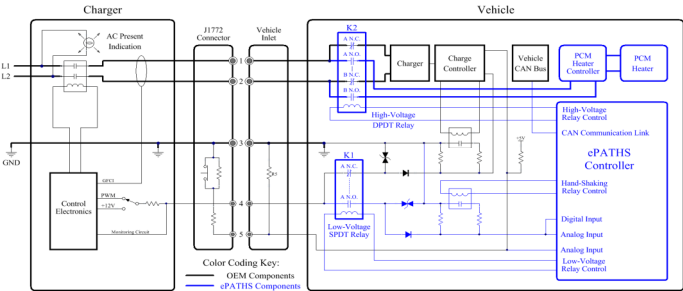 Charger
Vehicle
AC Present
Indication
J1772
Connector
Vehicle
Inlet
K2
A N.C.
A N.O.
B N.C.
B N.O.
Charger
Charge
Controller
Vehicle
CAN Bus
PCM
Heater
Controller
PCM
Heater
L1
L2
1
2
3
4
5
GND
High-Voltage
DPDT Relay
High-Voltage
Relay Control
CAN Communication Link
ePATHS
Controller
Hand-Shaking
Relay Control
Digital Input
Analog Input
Analog Input
Low-Voltage
Relay Control
+5V
K1
A N.C.
A N.O.
Low-Voltage
SPDT Relay
R5
GFCI
PWM
+12V
Control
Electronics
Monitoring Circuit
Color Coding Key:
OEM Components
ePATHS Components